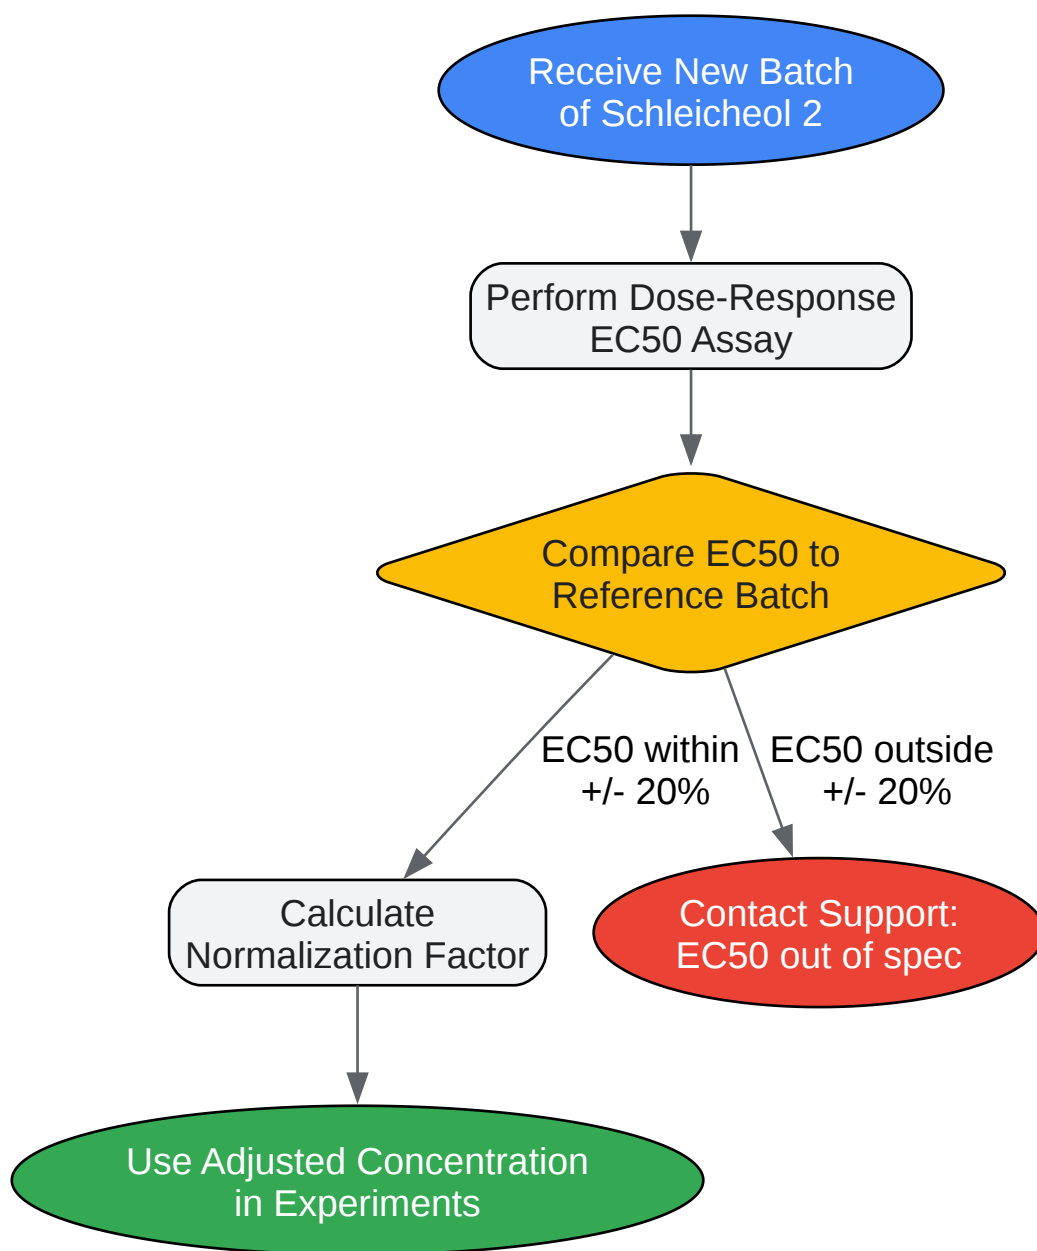 Receive New Batch
of Schleicheol 2
Perform Dose-Response
EC50 Assay
Compare EC50 to
Reference Batch
EC50 within
+/- 20%
EC50 outside
+/- 20%
Calculate
Normalization Factor
Contact Support:
EC50 out of spec
Use Adjusted Concentration
in Experiments